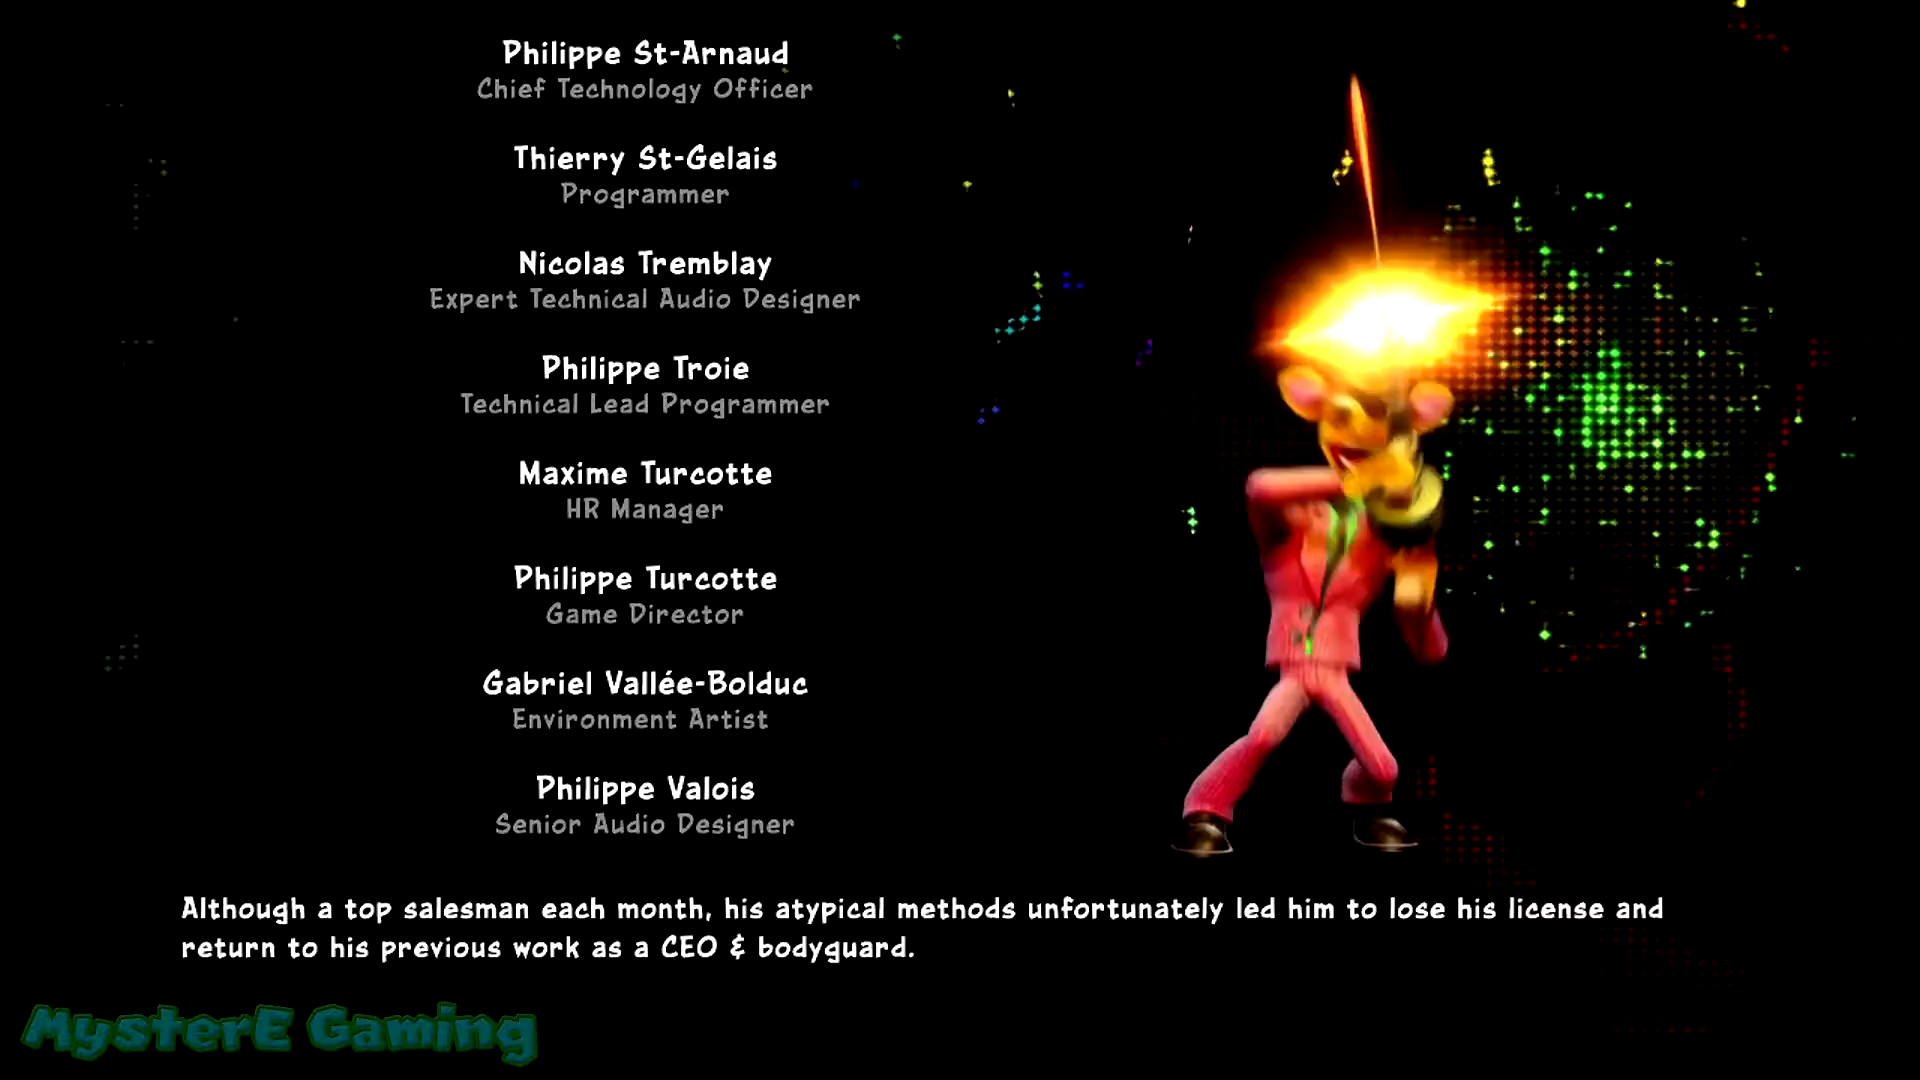 Philippe St-Arnaud
Chief Technology Officer
Thierry St-Gelais
Programmer
Nicolas Tremblay
Expert Technical Audio Designer
Philippe Troie
Technical Lead Programmer
Maxime Turcotte
HR Manager
Philippe Turcotte
Game Director
Gabriel Vallée-Bolduc
Environment Artist
Philippe Valois
Senior Audio Designer
Although a top salesman each month, his atypical methods unfortunately led him to lose his license and
return to his previous work as a CEO & bodyguard.
MysterE Gaming